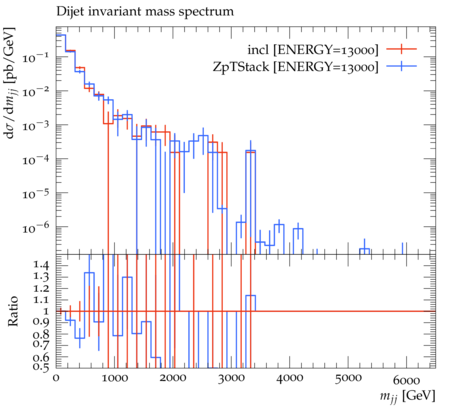 Dijet invariant mass spectrum
dσ/dm_jj [pb/GeV]
incl [ENERGY=13000]
ZpTStack [ENERGY=13000]
10⁻¹
10⁻²
10⁻³
10⁻⁴
10⁻⁵
10⁻⁶
Ratio
1.4
1.3
1.2
1.1
1
0.9
0.8
0.7
0.6
0.5
0 1000 2000 3000 4000 5000 6000
m_jj [GeV]